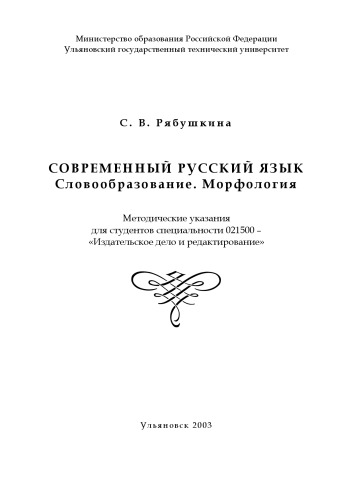 Министерство образования Российской Федерации
Ульяновский государственный технический университет
С. В. Рябушкина
СОВРЕМЕННЫЙ РУССКИЙ ЯЗЫК
Словообразование. Морфология
Методические указания
для студентов специальности 021500 –
«Издательское дело и редактирование»
Ульяновск 2003